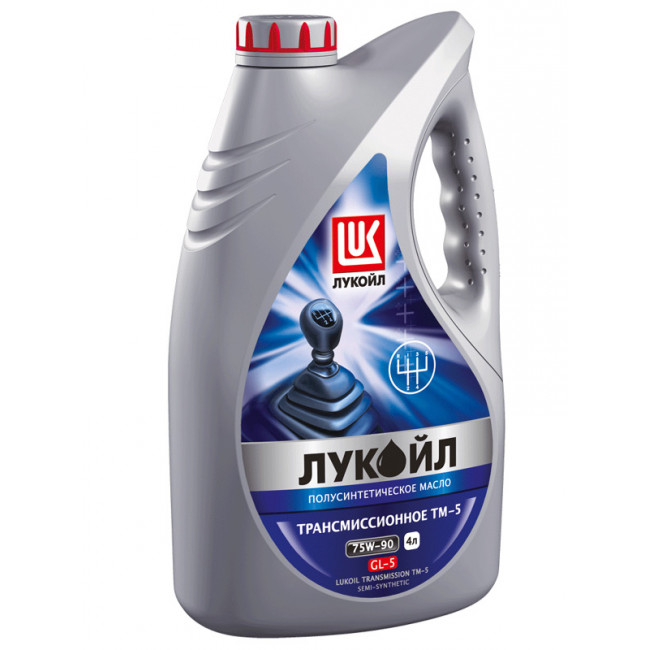 LUK
ЛУКОЙЛ
ЛУКОЙЛ
ПОЛУСИНТЕТИЧЕСКОЕ МАСЛО
ТРАНСМИССИОННОЕ ТМ-5
75W-90 4л
GL-5
LUKOIL TRANSMISSION TM-5
SEMI-SYNTHETIC